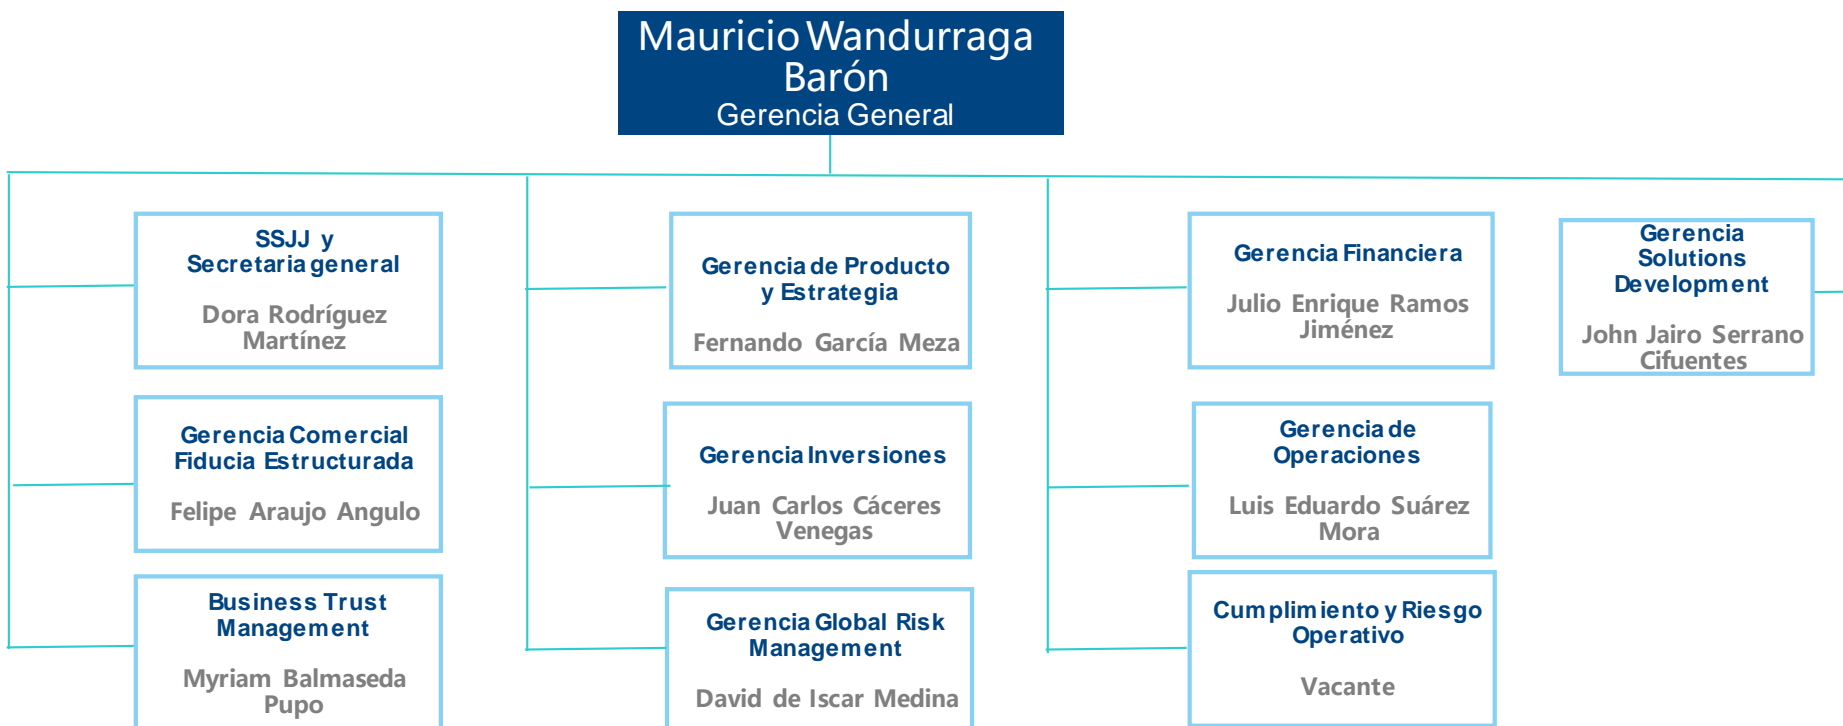 Mauricio Wandurraga
Barón
Gerencia General
SSJJ y
Secretaria general
Dora Rodríguez
Martínez
Gerencia de Producto
y Estrategia
Fernando García Meza
Gerencia Financiera
Julio Enrique Ramos
Jiménez
Gerencia
Solutions
Development
John Jairo Serrano
Cifuentes
Gerencia Comercial
Fiducia Estructurada
Felipe Araujo Angulo
Gerencia Inversiones
Juan Carlos Cáceres
Venegas
Gerencia de
Operaciones
Luis Eduardo Suárez
Mora
Business Trust
Management
Myriam Balmaseda
Pupo
Gerencia Global Risk
Management
David de Iscar Medina
Cumplimiento y Riesgo
Operativo
Vacante